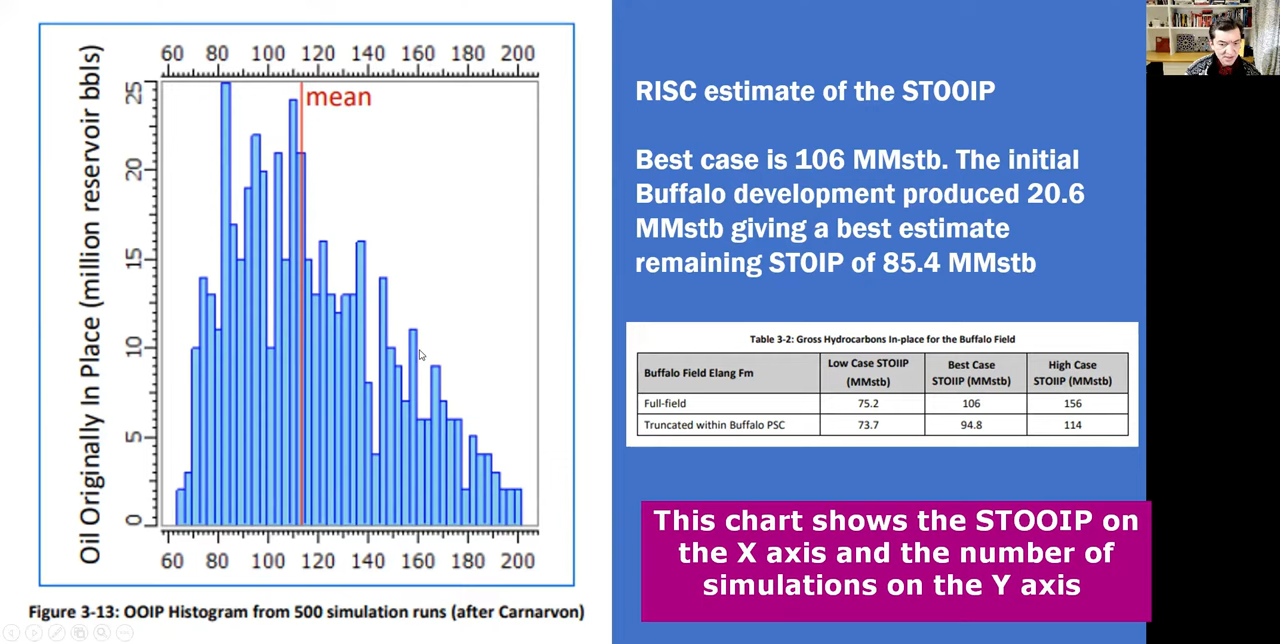 60 80 100 120 140 160 180 200
mean
Oil Originally In Place (million reservoir bbls)
25
20
15
10
5
0
60 80 100 120 140 160 180 200
Figure 3-13: OOIP Histogram from 500 simulation runs (after Carnarvon)
RISC estimate of the STOOIP
Best case is 106 MMstb. The initial
Buffalo development produced 20.6
MMstb giving a best estimate
remaining STOIP of 85.4 MMstb
Table 3-2: Gross Hydrocarbons In-place for the Buffalo Field
Buffalo Field Elang Fm
Low Case STOIIP
(MMstb)
Best Case
STOIIP (MMstb)
High Case
STOIIP (MMstb)
Full-field 75.2 106 156
Truncated within Buffalo PSC 73.7 94.8 114
This chart shows the STOOIP on
the X axis and the number of
simulations on the Y axis